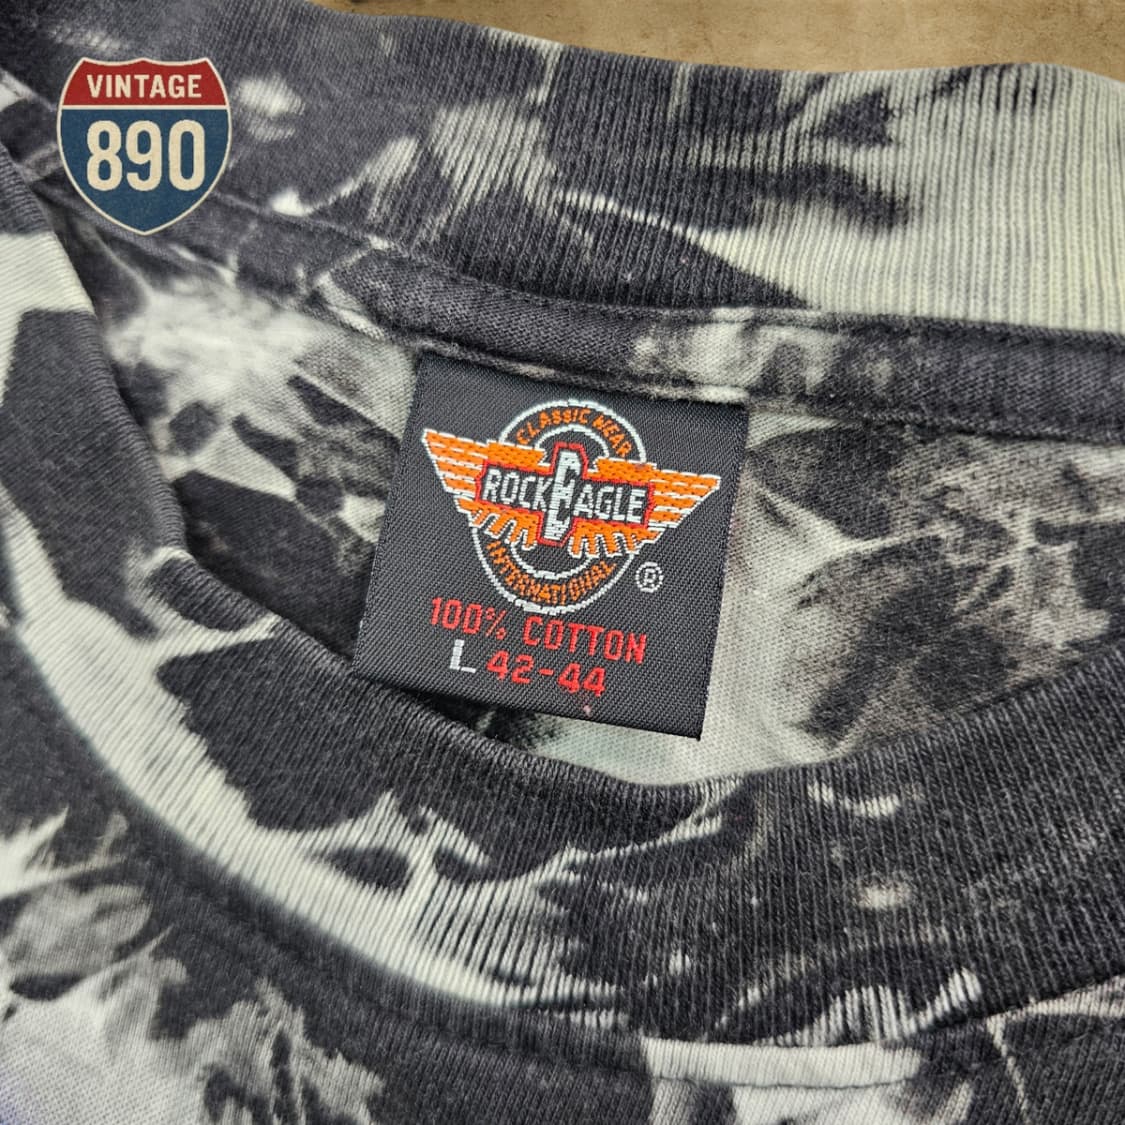 VINTAGE
890
CLASSIC WEAR
ROCK EAGLE
INTERNATIONAL
®
100% COTTON
L 42-44